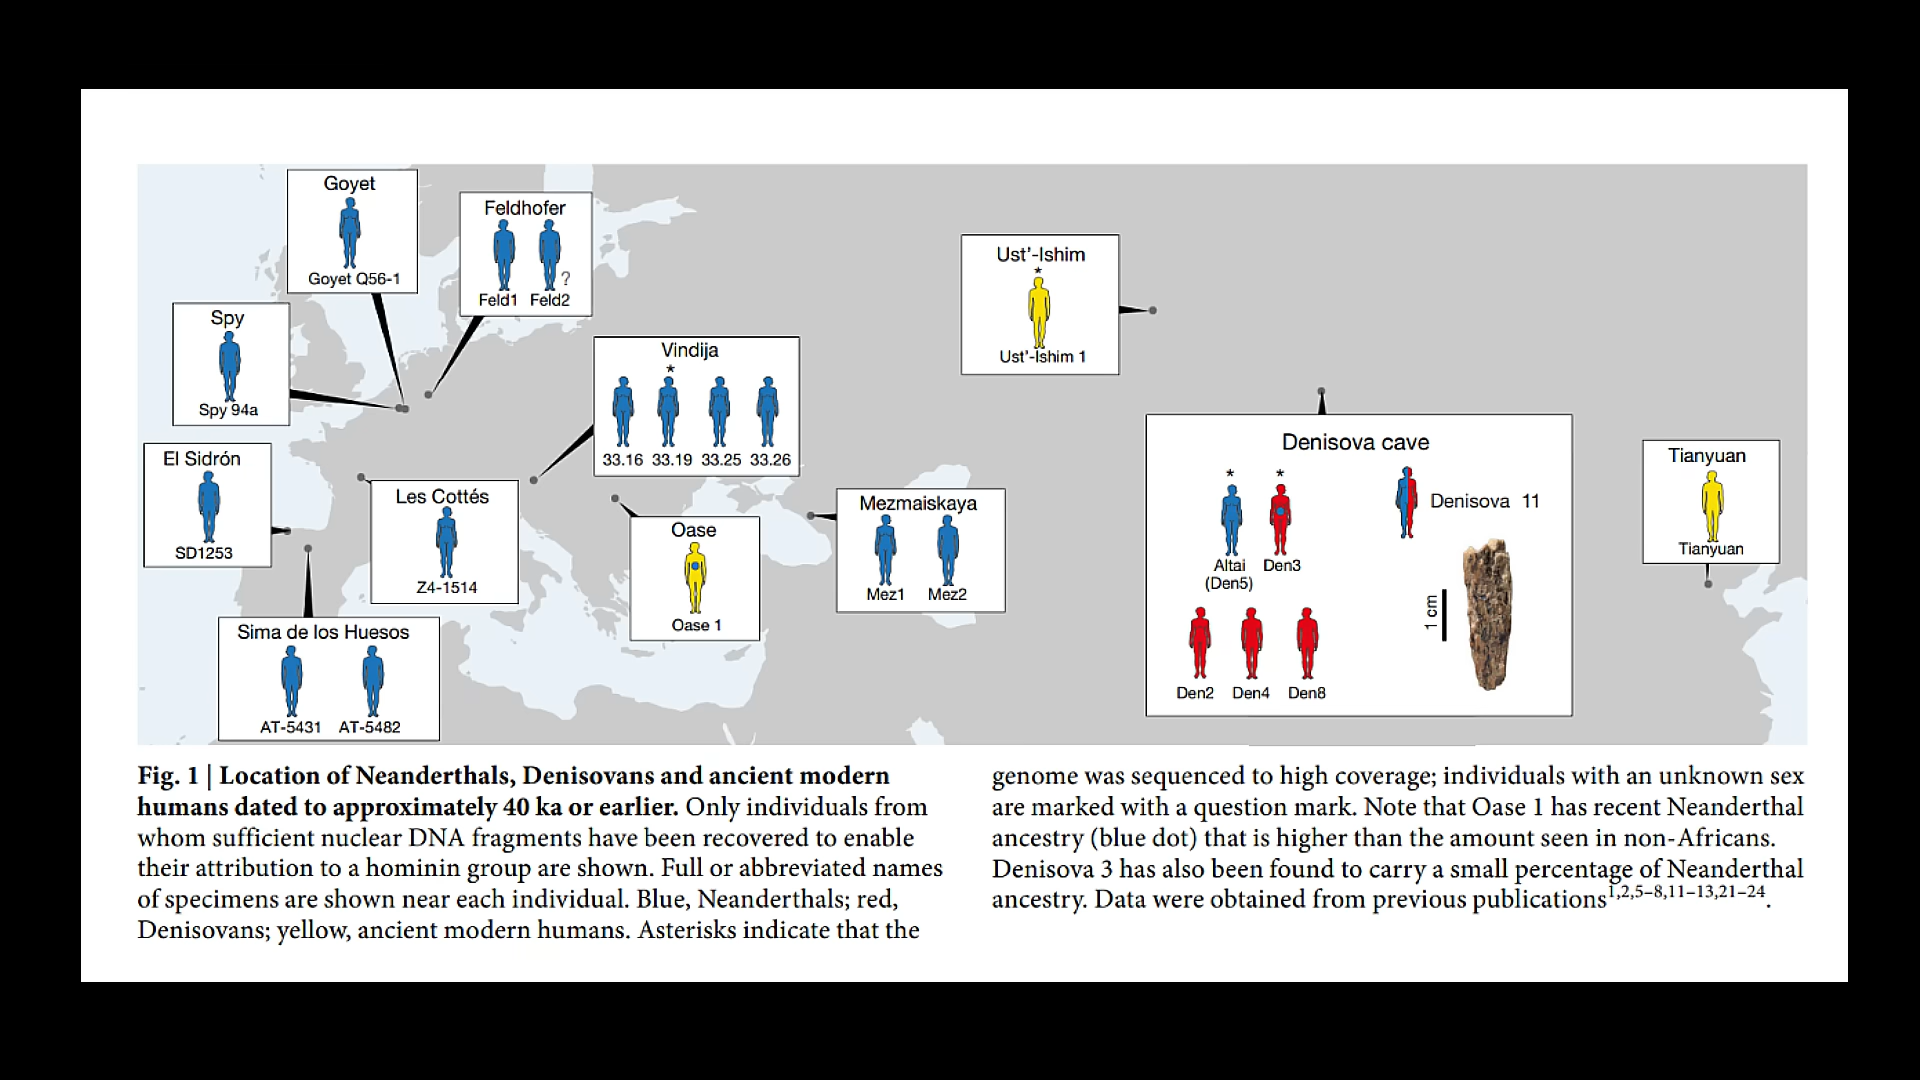 Goyet
Goyet Q56-1
Feldhofer
?
Feld1 Feld2
Spy
Spy 94a
Vindija
*
33.16 33.19 33.25 33.26
El Sidrón
SD1253
Les Cottés
Z4-1514
Sima de los Huesos
AT-5431 AT-5482
Oase
Oase 1
Mezmaiskaya
Mez1 Mez2
Ust'-Ishim
*
Ust'-Ishim 1
Denisova cave
* *
Denisova 11
Altai
(Den5)
Den3
1 cm
Den2 Den4 Den8
Tianyuan
Tianyuan
Fig. 1 | Location of Neanderthals, Denisovans and ancient modern
humans dated to approximately 40 ka or earlier. Only individuals from
whom sufficient nuclear DNA fragments have been recovered to enable
their attribution to a hominin group are shown. Full or abbreviated names
of specimens are shown near each individual. Blue, Neanderthals; red,
Denisovans; yellow, ancient modern humans. Asterisks indicate that the
genome was sequenced to high coverage; individuals with an unknown sex
are marked with a question mark. Note that Oase 1 has recent Neanderthal
ancestry (blue dot) that is higher than the amount seen in non-Africans.
Denisova 3 has also been found to carry a small percentage of Neanderthal
ancestry. Data were obtained from previous publications1,2,5–8,11–13,21–24.